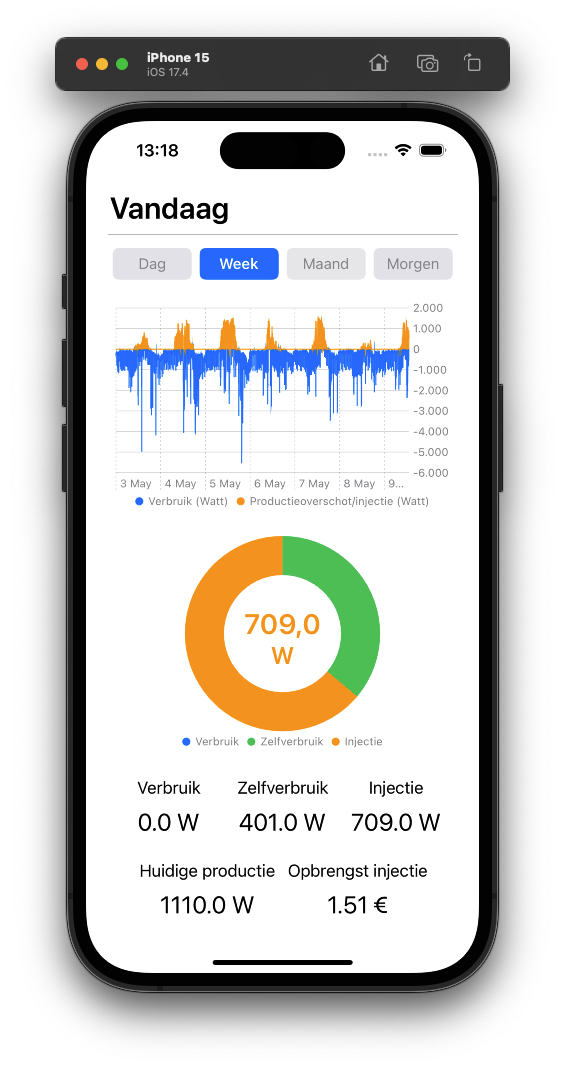 iPhone 15
iOS 17.4
13:18
Vandaag
Dag Week Maand Morgen
2.000
1.000
0
-1.000
-2.000
-3.000
-4.000
-5.000
-6.000
3 May 4 May 5 May 6 May 7 May 8 May 9...
Verbruik (Watt) Productieoverschot/injectie (Watt)
709,0
W
Verbruik Zelfverbruik Injectie
Verbruik Zelfverbruik Injectie
0.0 W 401.0 W 709.0 W
Huidige productie Opbrengst injectie
1110.0 W 1.51 €